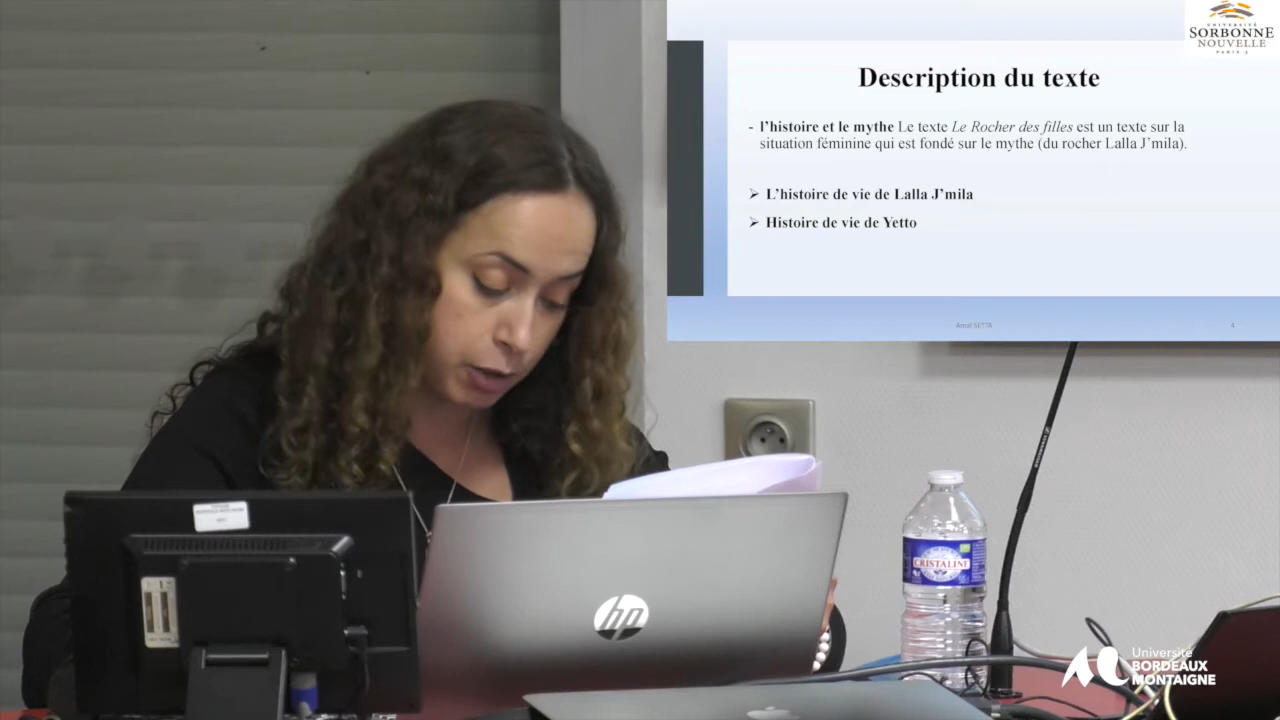 UNIVERSITÉ
SORBONNE
NOUVELLE
PARIS 3
Description du texte
- l'histoire et le mythe Le texte Le Rocher des filles est un texte sur la
situation féminine qui est fondé sur le mythe (du rocher Lalla J'mila).
➢ L'histoire de vie de Lalla J'mila
➢ Histoire de vie de Yetto
Amal SETTA
4
hp
CRISTALINE
Université
BORDEAUX
MONTAIGNE